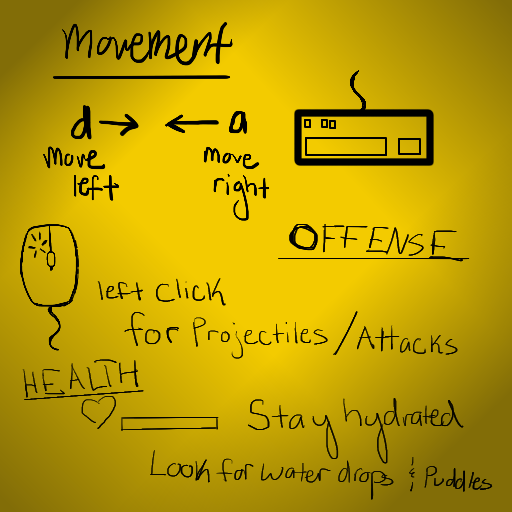 Movement
d → ← a
move left
move right
OFFENSE
left click
for Projectiles / Attacks
HEALTH
Stay hydrated
Look for water drops & Puddles